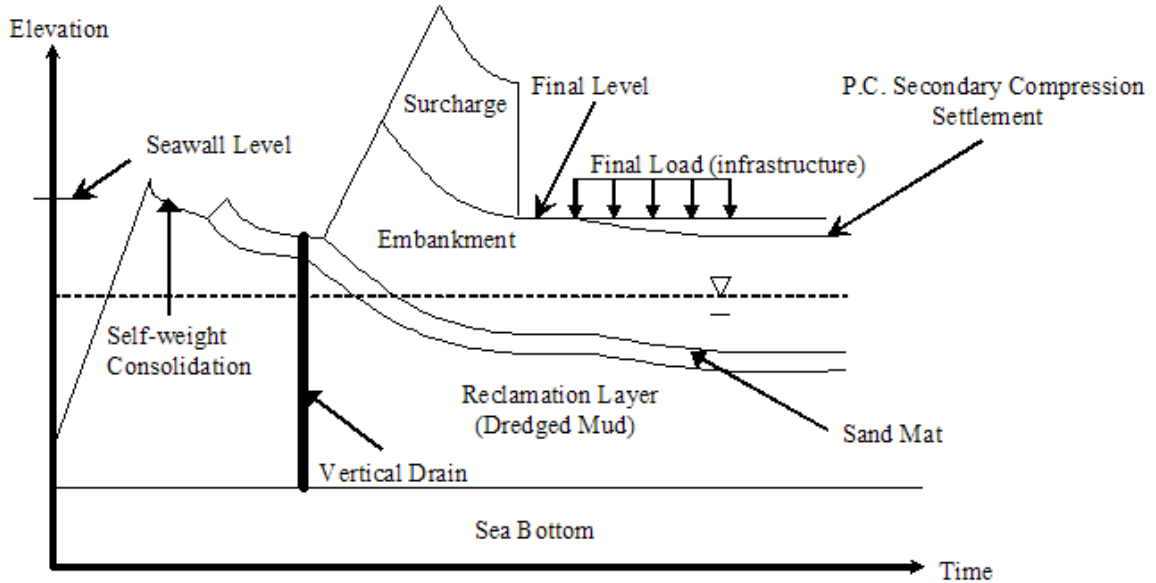 Elevation
P.C. Secondary Compression
Settlement
Final Level
Surcharge
Seawall Level
Final Load (infrastructure)
Embankment
Self-weight
Consolidation
Reclamation Layer
(Dredged Mud)
Sand Mat
Vertical Drain
Sea Bottom
Time